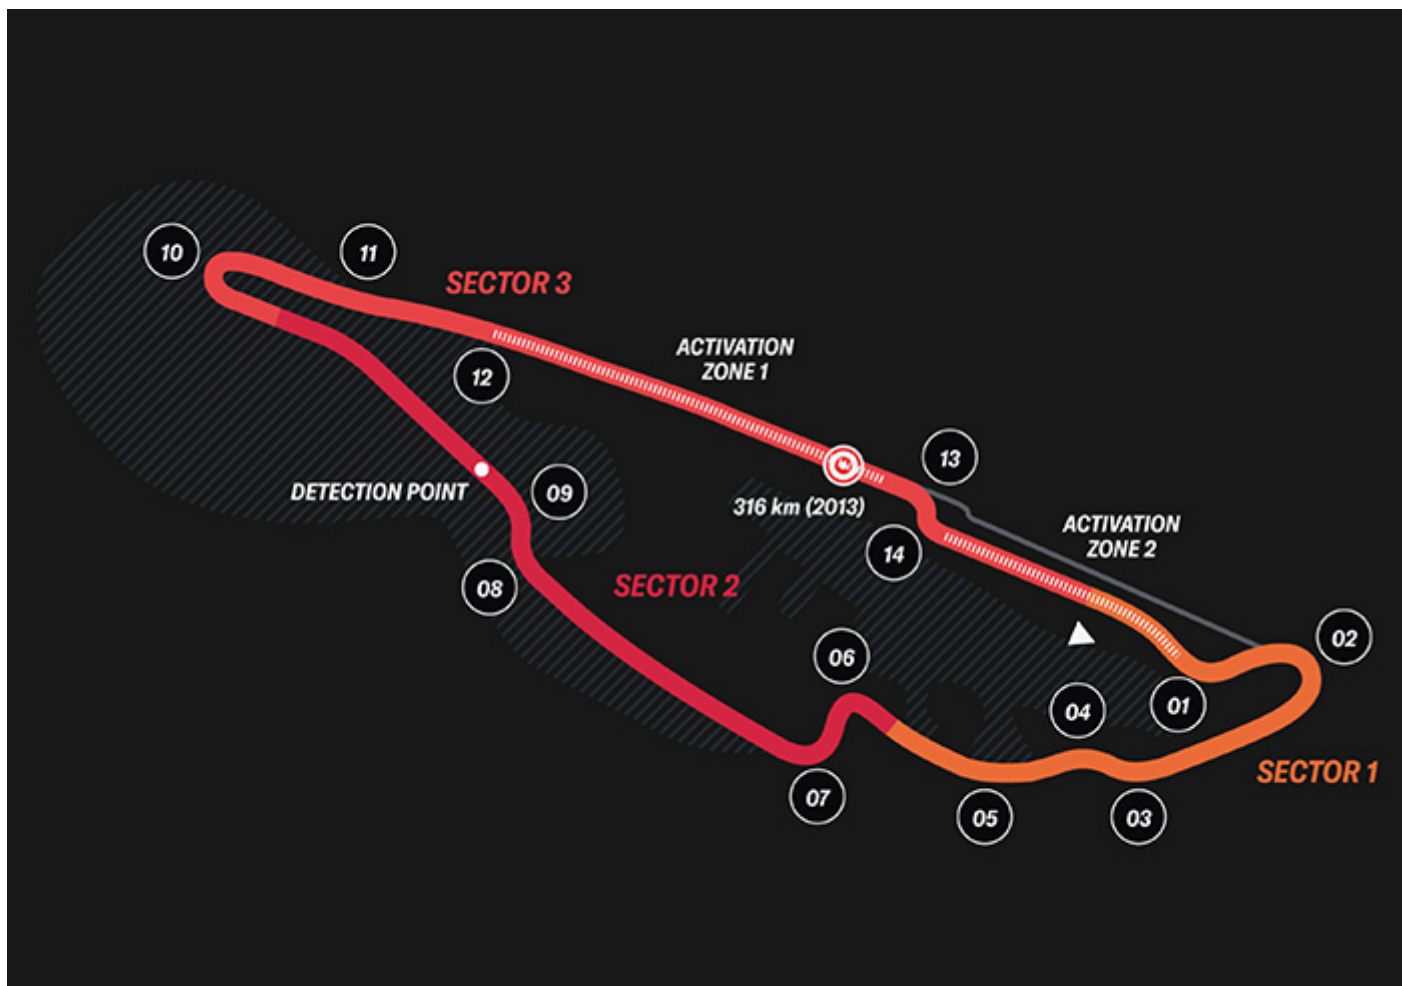 10
11
SECTOR 3
ACTIVATION
ZONE 1
12
13
DETECTION POINT
09
316 km (2013)
ACTIVATION
ZONE 2
14
08
SECTOR 2
06
02
04
01
SECTOR 1
07
05
03